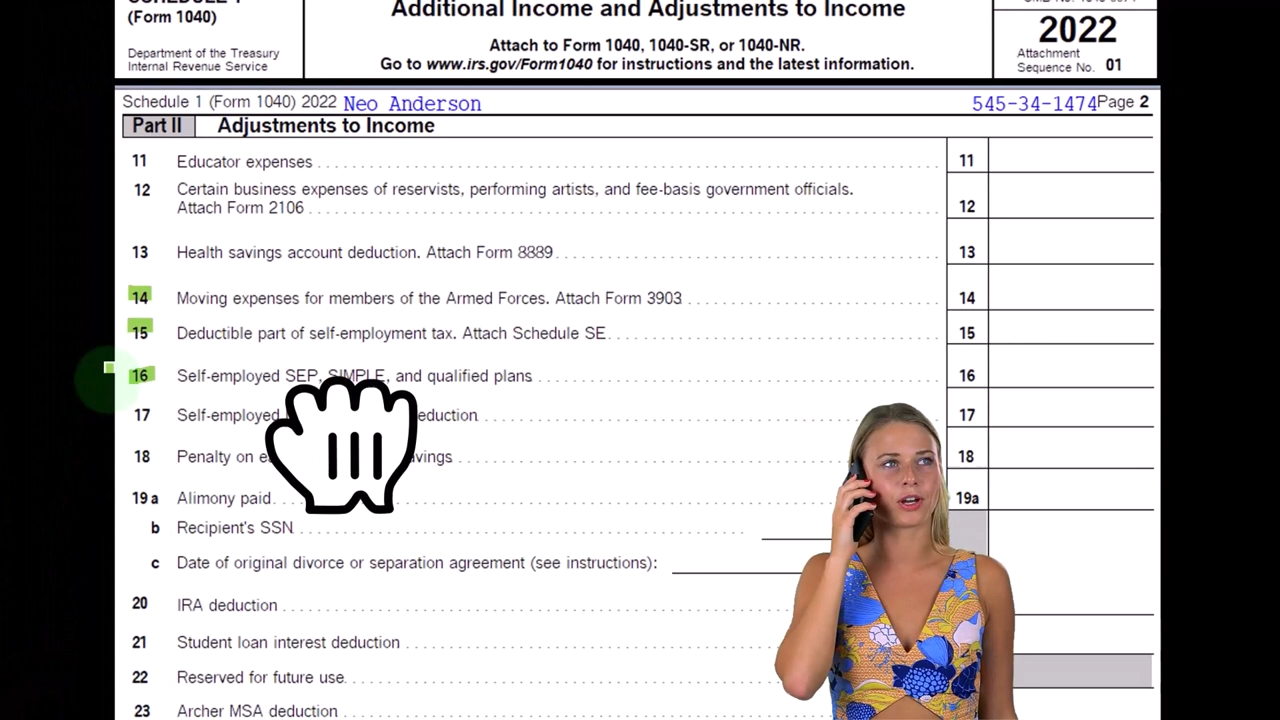 (Form 1040)
Department of the Treasury
Internal Revenue Service
Additional Income and Adjustments to Income
Attach to Form 1040, 1040-SR, or 1040-NR.
Go to www.irs.gov/Form1040 for instructions and the latest information.
2022
Attachment
Sequence No. 01
Schedule 1 (Form 1040) 2022 Neo Anderson 545-34-1474 Page 2
Part II Adjustments to Income
11 Educator expenses 11
12 Certain business expenses of reservists, performing artists, and fee-basis government officials.
Attach Form 2106 12
13 Health savings account deduction. Attach Form 8889 13
14 Moving expenses for members of the Armed Forces. Attach Form 3903 14
15 Deductible part of self-employment tax. Attach Schedule SE 15
16 Self-employed SEP, SIMPLE, and qualified plans 16
17 Self-employed 17
18 Penalty on 18
19 a Alimony paid 19a
b Recipient's SSN
c Date of original divorce or separation agreement (see instructions):
20 IRA deduction
21 Student loan interest deduction
22 Reserved for future use
23 Archer MSA deduction